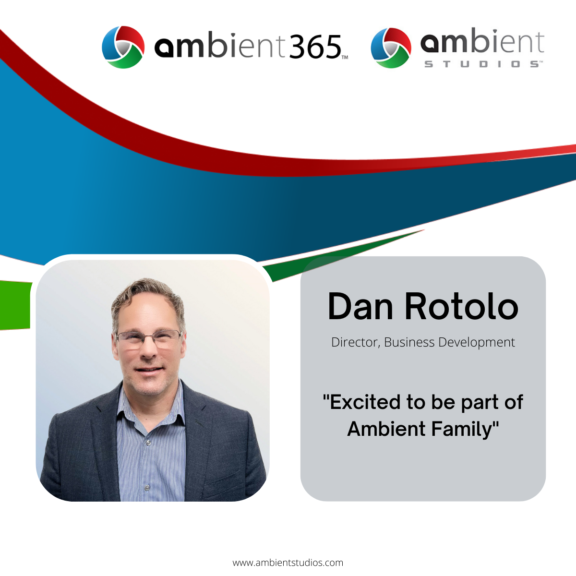 ambient365™
ambient
STUDIOS™
Dan Rotolo
Director, Business Development
"Excited to be part of
Ambient Family"
www.ambientstudios.com